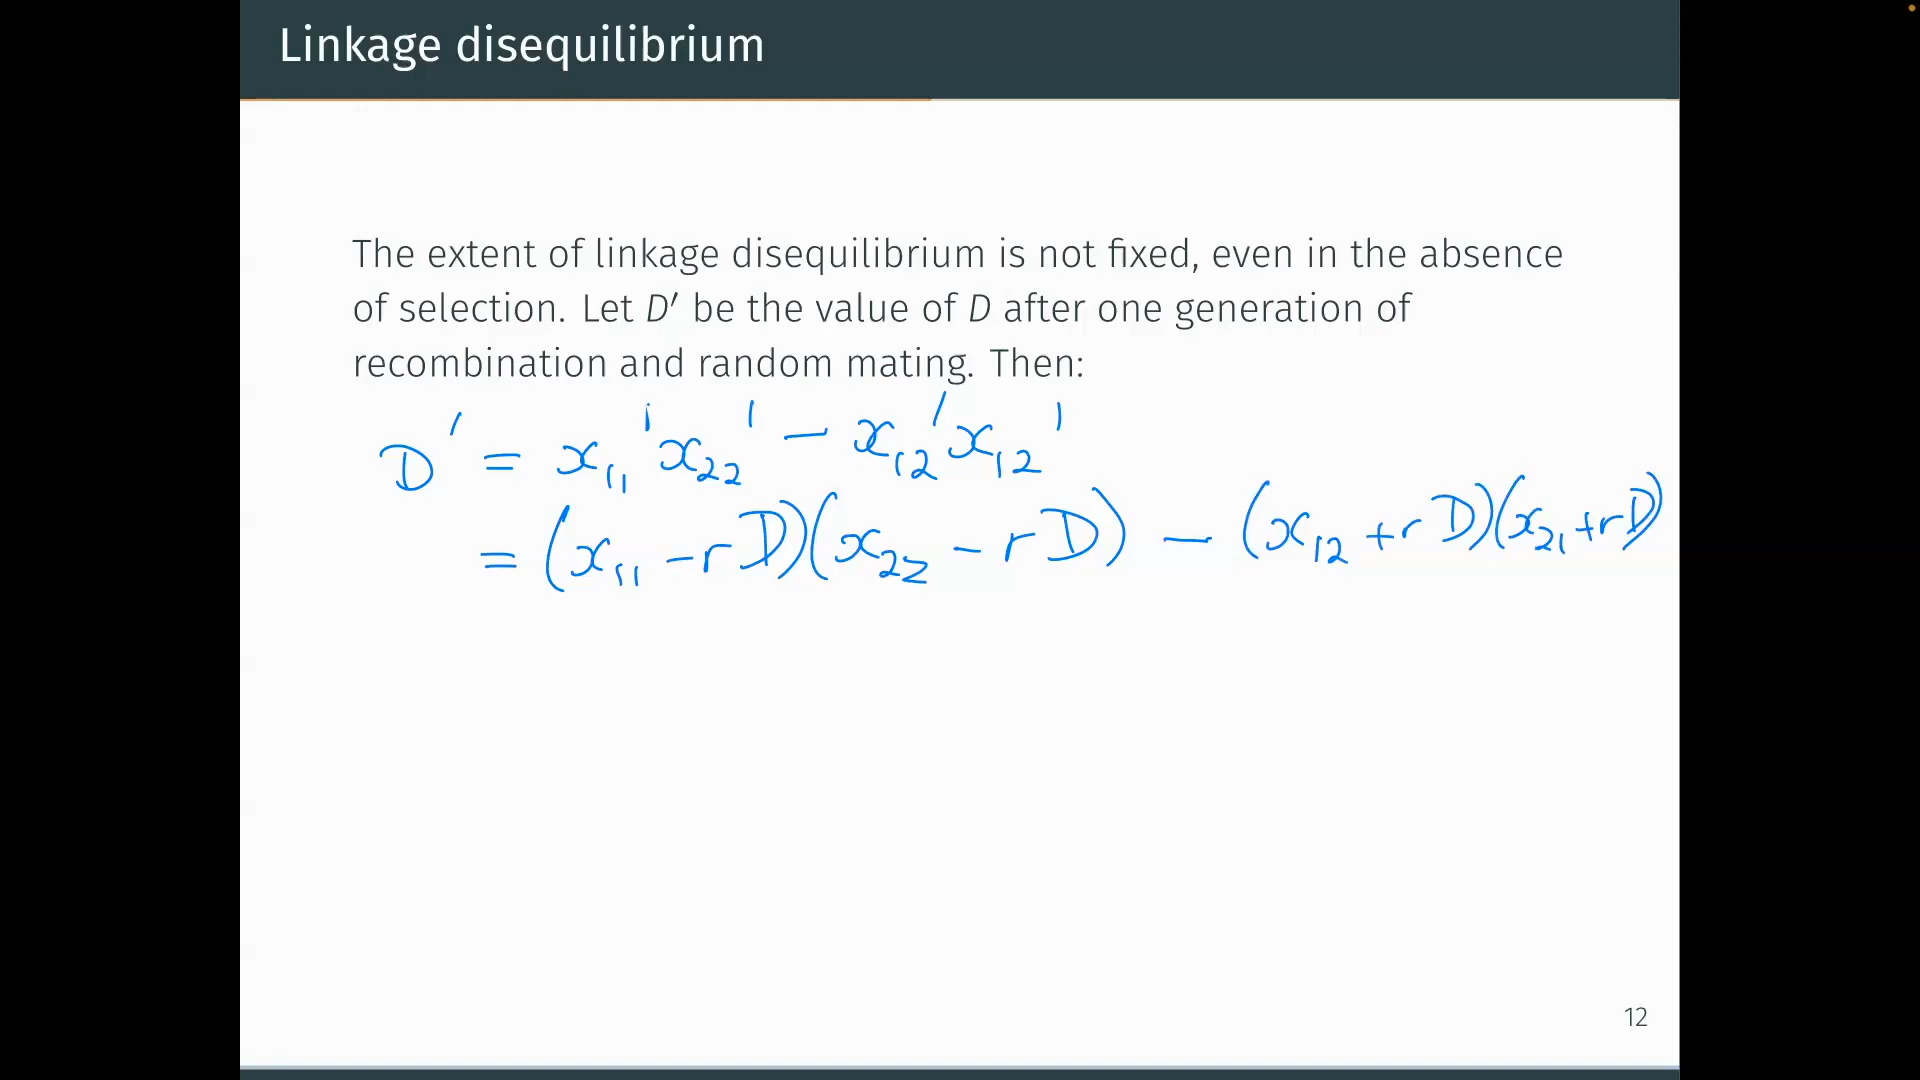 Linkage disequilibrium
The extent of linkage disequilibrium is not fixed, even in the absence
of selection. Let D′ be the value of D after one generation of
recombination and random mating. Then:
D′ = x₁₁′x₂₂′ − x₁₂′x₁₂′
= (x₁₁ − rD)(x₂₂ − rD) − (x₁₂ + rD)(x₂₁ + rD)
12